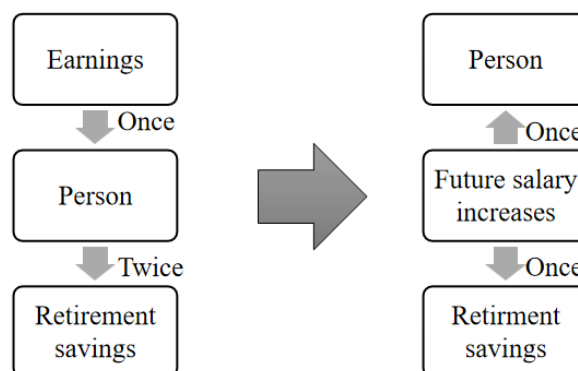 Earnings
Once
Person
Twice
Retirement
savings
Person
Once
Future salary
increases
Once
Retirment
savings